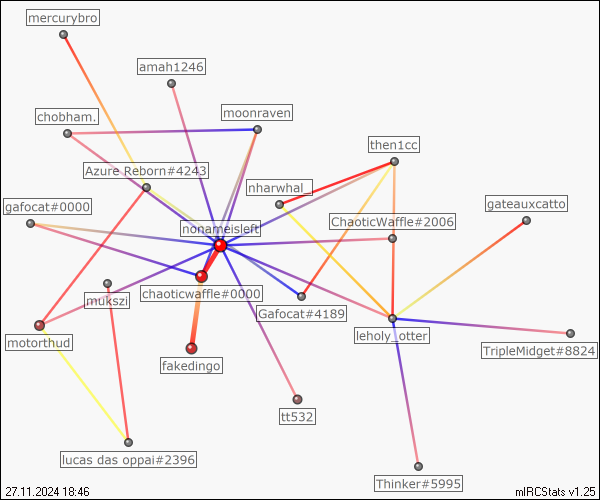 mercurybro
amah1246
chobham.
moonraven
then1cc
Azure Reborn#4243
nharwhal_
gafocat#0000
gateauxcatto
ChaoticWaffle#2006
nonameisleft
chaoticwaffle#0000
mukszi
Gafocat#4189
leholy_otter
motorthud
TripleMidget#8824
fakedingo
tt532
lucas das oppai#2396
Thinker#5995
27.11.2024 18:46
mIRCStats v1.25